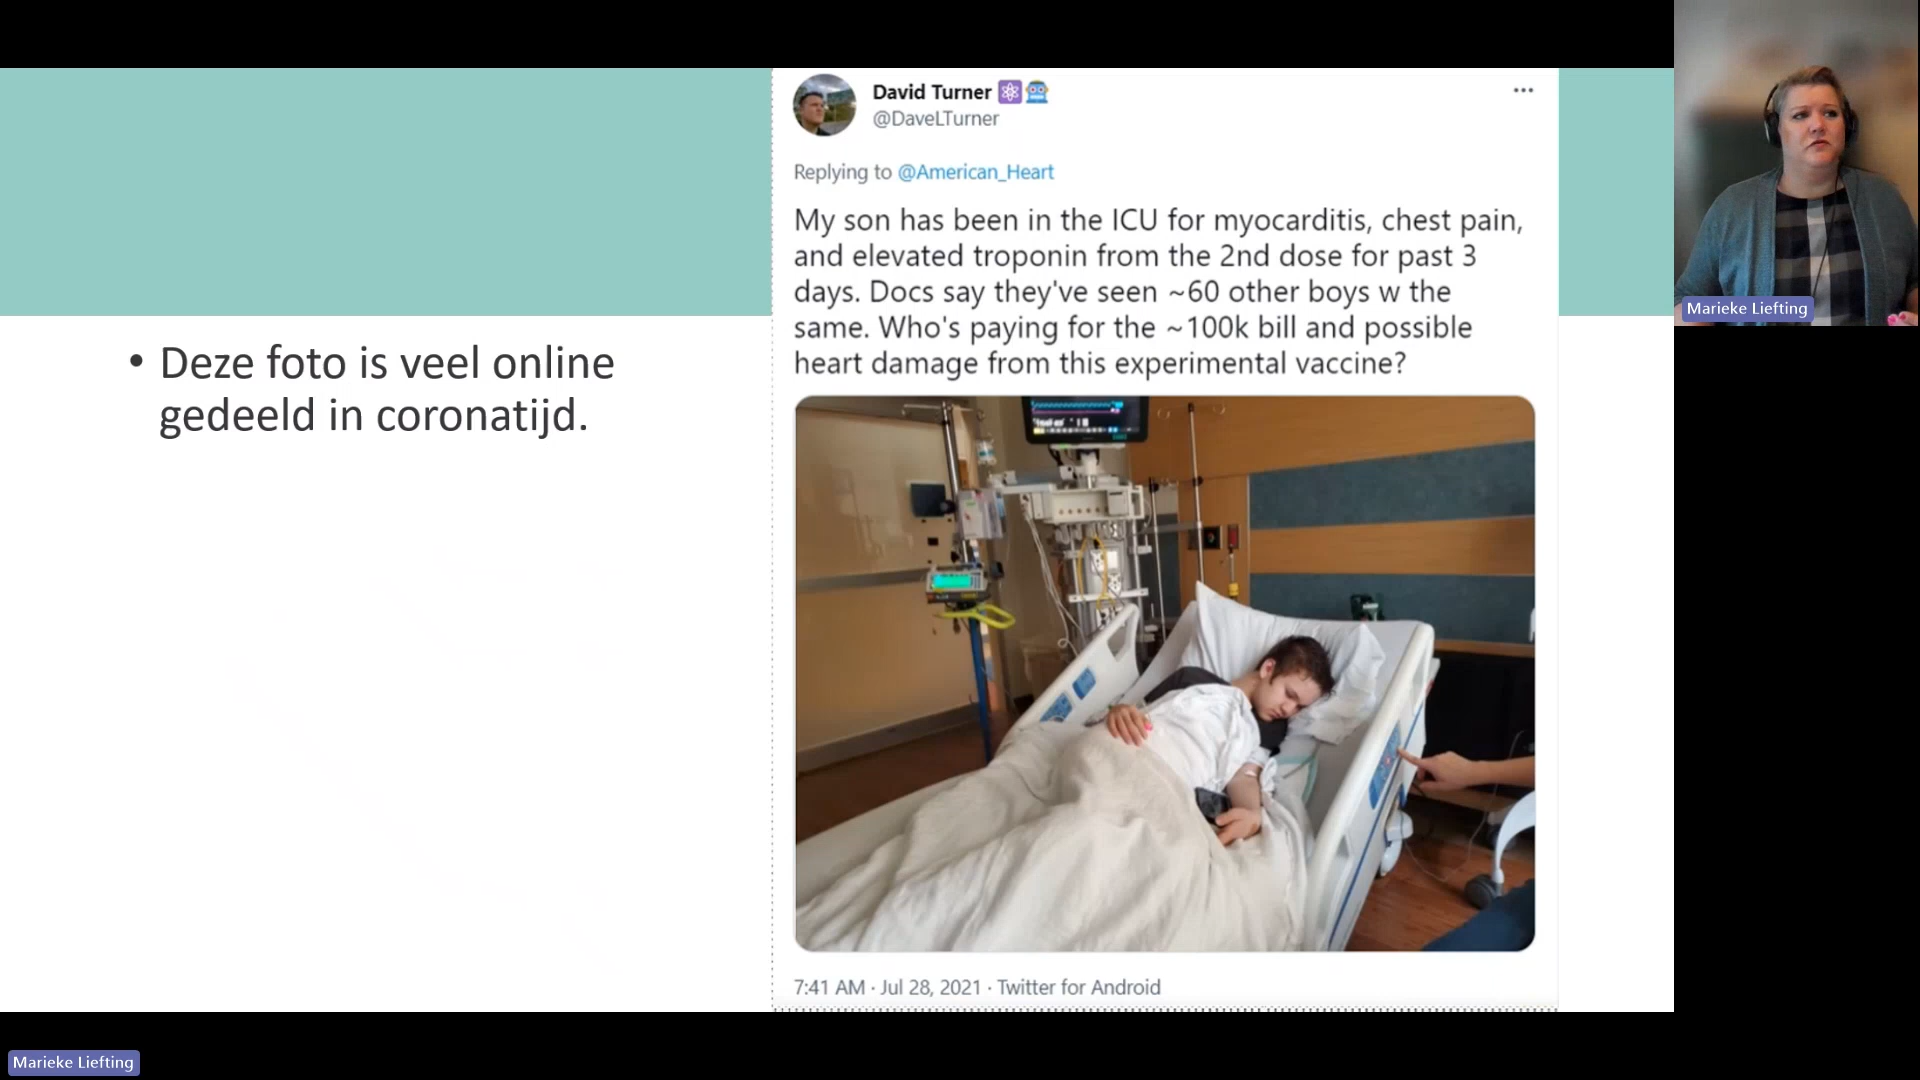 David Turner
@DaveLTurner
Replying to @American_Heart
My son has been in the ICU for myocarditis, chest pain,
and elevated troponin from the 2nd dose for past 3
days. Docs say they've seen ~60 other boys w the
same. Who's paying for the ~100k bill and possible
heart damage from this experimental vaccine?
7:41 AM · Jul 28, 2021 · Twitter for Android
• Deze foto is veel online
gedeeld in coronatijd.
Marieke Liefting
Marieke Liefting